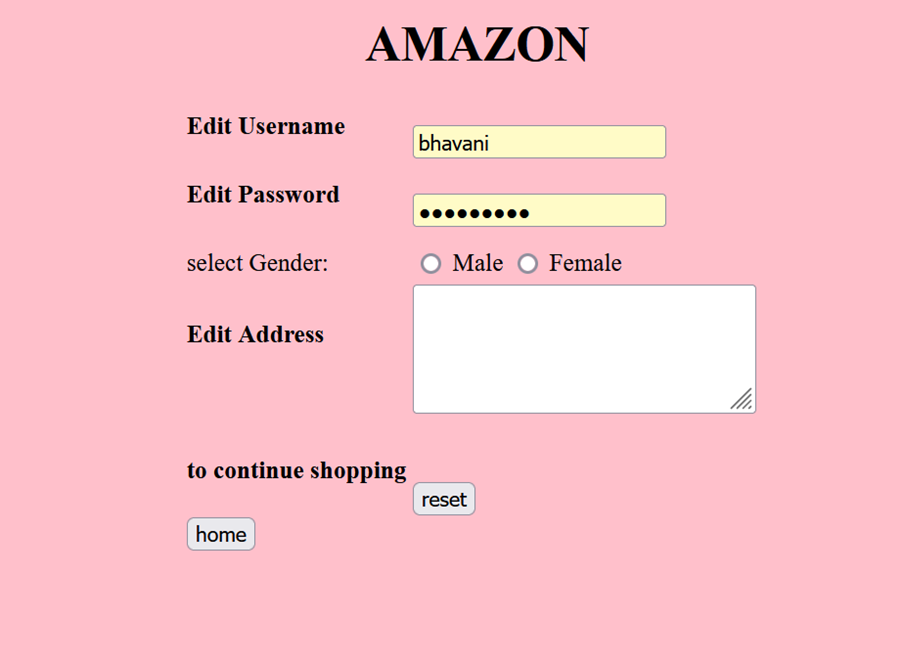 AMAZON
Edit Username
bhavani
Edit Password
•••••••••
select Gender: Male Female
Edit Address
to continue shopping
reset
home